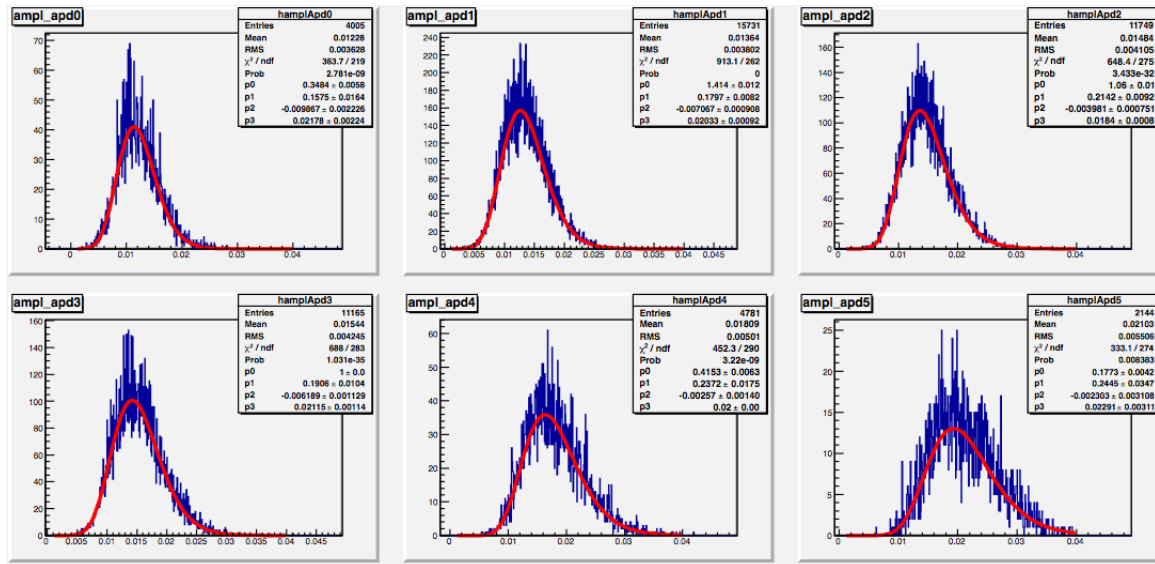 ampl_apd0
hamplApd0
Entries 4005
Mean 0.01228
RMS 0.003628
χ² / ndf 363.7 / 219
Prob 2.781e-09
p0 0.3484 ± 0.0058
p1 0.1575 ± 0.0164
p2 -0.009867 ± 0.002226
p3 0.02178 ± 0.00224
70
60
50
40
30
20
10
0
0 0.01 0.02 0.03 0.04
ampl_apd1
hamplApd1
Entries 15731
Mean 0.01364
RMS 0.003802
χ² / ndf 913.1 / 262
Prob 0
p0 1.414 ± 0.012
p1 0.1797 ± 0.0082
p2 -0.007067 ± 0.000908
p3 0.02033 ± 0.00092
240
220
200
180
160
140
120
100
80
60
40
20
0
0 0.005 0.01 0.015 0.02 0.025 0.03 0.035 0.04 0.045
ampl_apd2
hamplApd2
Entries 11749
Mean 0.01484
RMS 0.004105
χ² / ndf 648.4 / 275
Prob 3.433e-32
p0 1.06 ± 0.01
p1 0.2142 ± 0.0092
p2 -0.003981 ± 0.000751
p3 0.0184 ± 0.0008
160
140
120
100
80
60
40
20
0
0 0.01 0.02 0.03 0.04
ampl_apd3
hamplApd3
Entries 11165
Mean 0.01544
RMS 0.004245
χ² / ndf 686 / 283
Prob 1.031e-35
p0 1 ± 0.0
p1 0.1906 ± 0.0104
p2 -0.006189 ± 0.001129
p3 0.02115 ± 0.00114
160
140
120
100
80
60
40
20
0
0 0.005 0.01 0.015 0.02 0.025 0.03 0.035 0.04 0.045
ampl_apd4
hamplApd4
Entries 4781
Mean 0.01809
RMS 0.00501
χ² / ndf 452.3 / 290
Prob 3.22e-09
p0 0.4153 ± 0.0063
p1 0.2372 ± 0.0175
p2 -0.00257 ± 0.00140
p3 0.02 ± 0.00
60
50
40
30
20
10
0
0 0.01 0.02 0.03 0.04
ampl_apd5
hamplApd5
Entries 2144
Mean 0.02103
RMS 0.005506
χ² / ndf 333.1 / 274
Prob 0.008383
p0 0.1773 ± 0.0042
p1 0.2445 ± 0.0347
p2 -0.002303 ± 0.003108
p3 0.02291 ± 0.00311
25
20
15
10
5
0
0 0.01 0.02 0.03 0.04